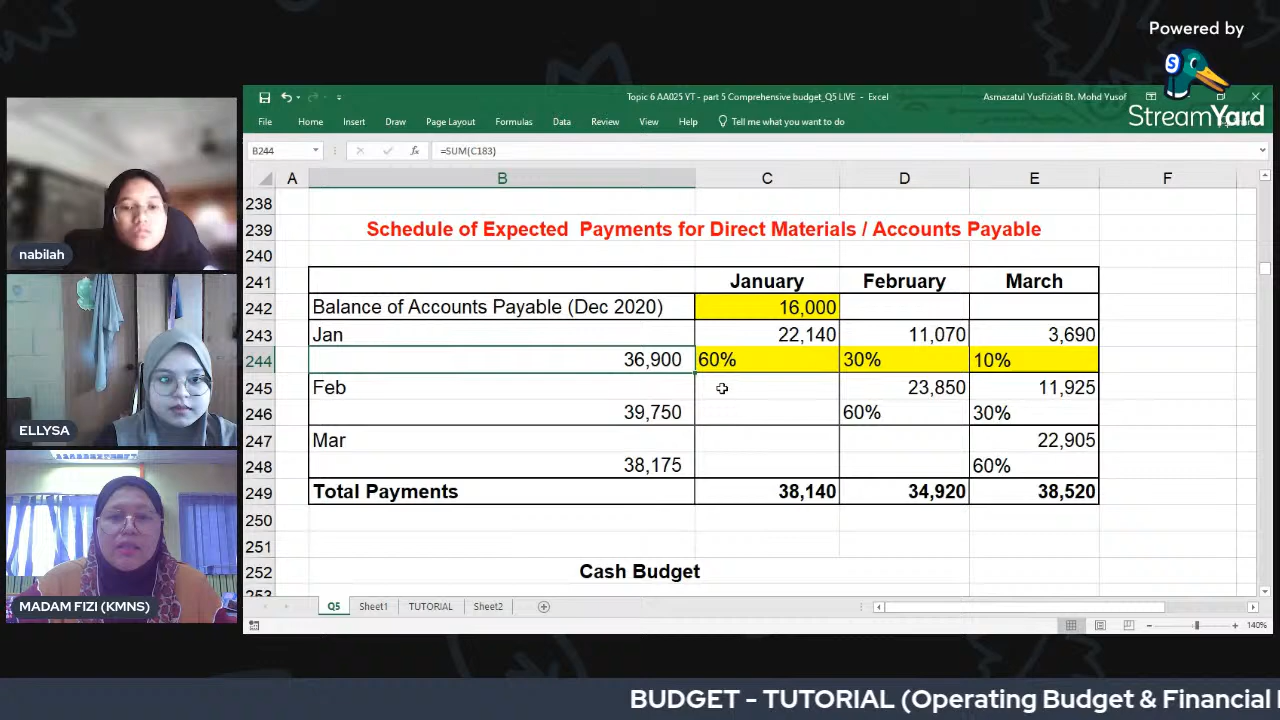 Powered by
S
StreamYard
Topic 6 AA025 YT - part 5 Comprehensive budget_Q5 LIVE - Excel
Asmazatul Yusfiziati Bt. Mohd Yusof
File Home Insert Draw Page Layout Formulas Data Review View Help Tell me what you want to do
B244 fx =SUM(C183)
A B C D E F
238
239 Schedule of Expected Payments for Direct Materials / Accounts Payable
240
241 January February March
242 Balance of Accounts Payable (Dec 2020) 16,000
243 Jan 22,140 11,070 3,690
244 36,900 60% 30% 10%
245 Feb 23,850 11,925
246 39,750 60% 30%
247 Mar 22,905
248 38,175 60%
249 Total Payments 38,140 34,920 38,520
250
251
252 Cash Budget
253
Q5 Sheet1 TUTORIAL Sheet2
140%
nabilah
ELLYSA
MADAM FIZI (KMNS)
BUDGET - TUTORIAL (Operating Budget & Financial